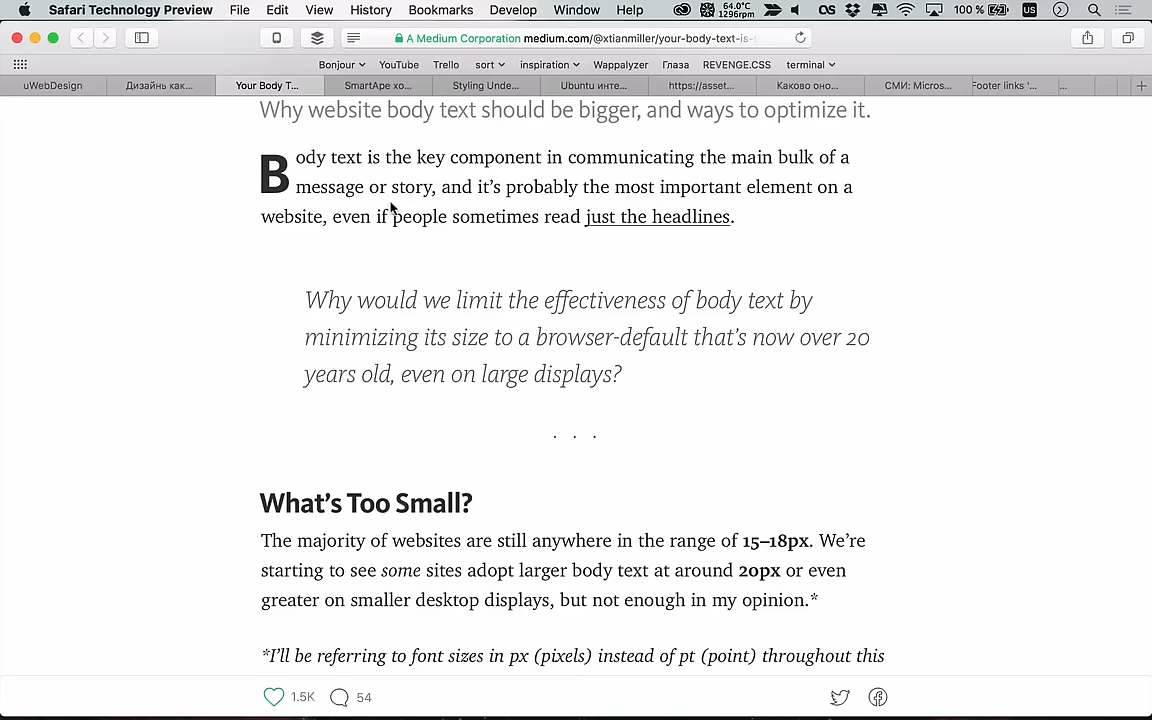 Safari Technology Preview File Edit View History Bookmarks Develop Window Help 64.0°C 1296rpm OS 100 % US
A Medium Corporation medium.com/@xtianmiller/your-body-text-is-
Bonjour YouTube Trello sort inspiration Wappalyzer Глаза REVENGE.CSS terminal
uWebDesign Дизайнь как... Your Body T... SmartApe хо... Styling Unde... Ubuntu инте... https://asset... Каково оно... СМИ: Micros... Footer links '... ...
Why website body text should be bigger, and ways to optimize it.
Body text is the key component in communicating the main bulk of a
message or story, and it's probably the most important element on a
website, even if people sometimes read just the headlines.
Why would we limit the effectiveness of body text by
minimizing its size to a browser-default that's now over 20
years old, even on large displays?
. . .
What's Too Small?
The majority of websites are still anywhere in the range of 15–18px. We're
starting to see some sites adopt larger body text at around 20px or even
greater on smaller desktop displays, but not enough in my opinion.*
*I'll be referring to font sizes in px (pixels) instead of pt (point) throughout this
1.5K 54